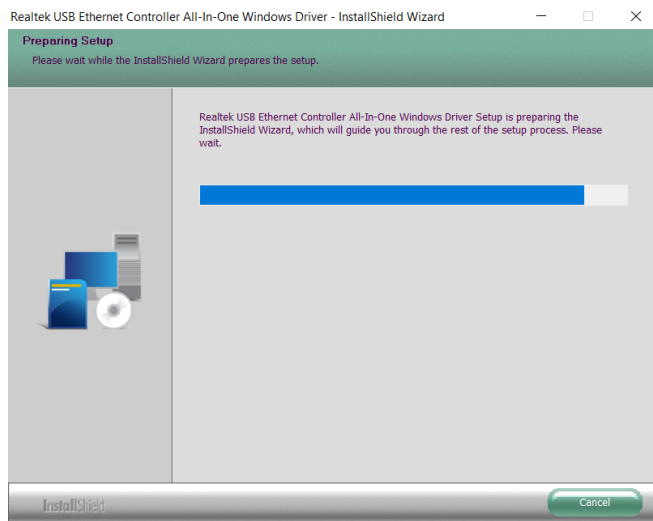 Realtek USB Ethernet Controller All-In-One Windows Driver - InstallShield Wizard
Preparing Setup
Please wait while the InstallShield Wizard prepares the setup.
Realtek USB Ethernet Controller All-In-One Windows Driver Setup is preparing the
InstallShield Wizard, which will guide you through the rest of the setup process. Please
wait.
InstallShield
Cancel